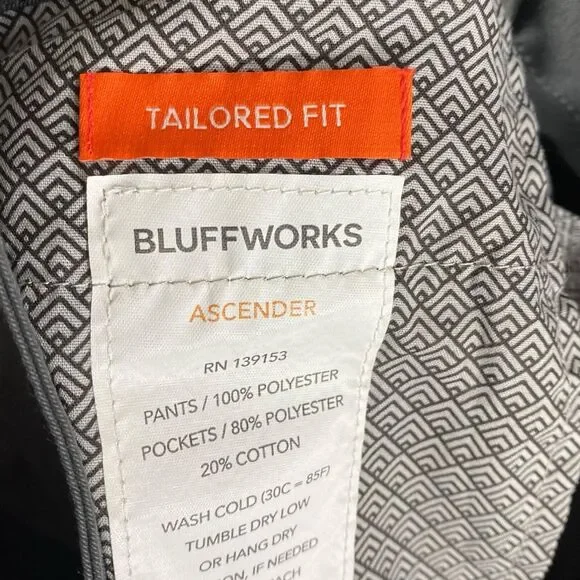 TAILORED FIT
BLUFFWORKS
ASCENDER
RN 139153
PANTS / 100% POLYESTER
POCKETS / 80% POLYESTER
20% COTTON
WASH COLD (30C = 85F)
TUMBLE DRY LOW
OR HANG DRY
IF NEEDED